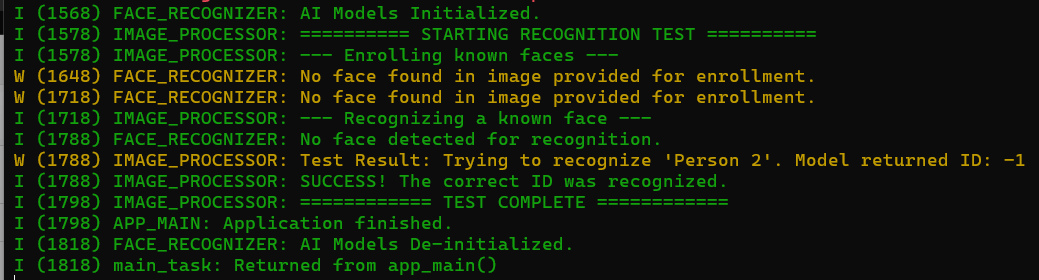 I (1568) FACE_RECOGNIZER: AI Models Initialized.
I (1578) IMAGE_PROCESSOR: ========== STARTING RECOGNITION TEST ==========
I (1578) IMAGE_PROCESSOR: --- Enrolling known faces ---
W (1648) FACE_RECOGNIZER: No face found in image provided for enrollment.
W (1718) FACE_RECOGNIZER: No face found in image provided for enrollment.
I (1718) IMAGE_PROCESSOR: --- Recognizing a known face ---
I (1788) FACE_RECOGNIZER: No face detected for recognition.
W (1788) IMAGE_PROCESSOR: Test Result: Trying to recognize 'Person 2'. Model returned ID: -1
I (1788) IMAGE_PROCESSOR: SUCCESS! The correct ID was recognized.
I (1798) IMAGE_PROCESSOR: ============ TEST COMPLETE ============
I (1798) APP_MAIN: Application finished.
I (1818) FACE_RECOGNIZER: AI Models De-initialized.
I (1818) main_task: Returned from app_main()